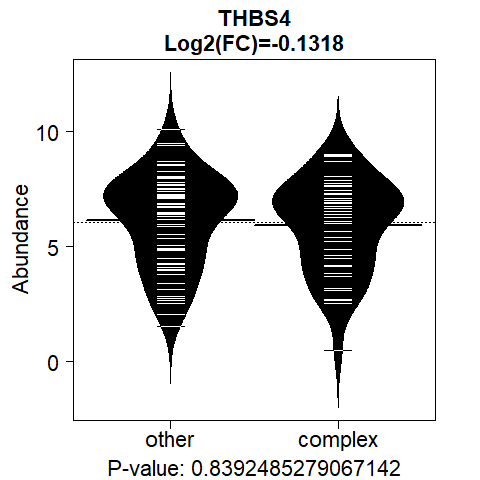 THBS4
Log2(FC)=-0.1318
Abundance
10
5
0
other complex
P-value: 0.8392485279067142